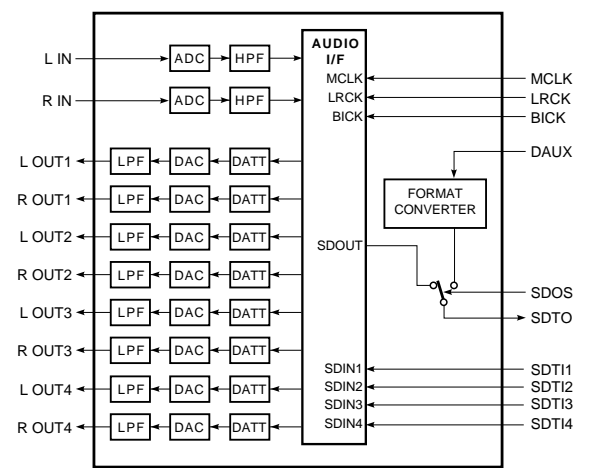 AUDIO
I/F
L IN
ADC
HPF
MCLK
MCLK
R IN
ADC
HPF
LRCK
LRCK
BICK
BICK
L OUT1
LPF
DAC
DATT
DAUX
R OUT1
LPF
DAC
DATT
FORMAT
CONVERTER
L OUT2
LPF
DAC
DATT
SDOUT
R OUT2
LPF
DAC
DATT
SDOS
L OUT3
LPF
DAC
DATT
SDTO
R OUT3
LPF
DAC
DATT
SDIN1
SDTI1
L OUT4
LPF
DAC
DATT
SDIN2
SDTI2
SDIN3
SDTI3
R OUT4
LPF
DAC
DATT
SDIN4
SDTI4